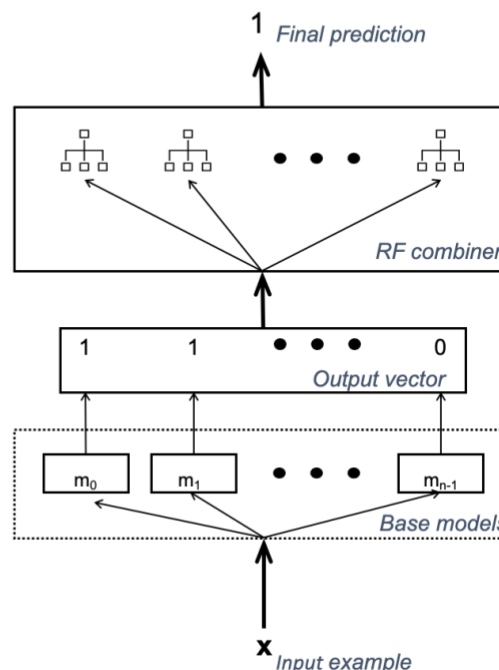 1 Final prediction
RF combiner
1 1 0
Output vector
m0 m1 mn-1
Base models
x Input example